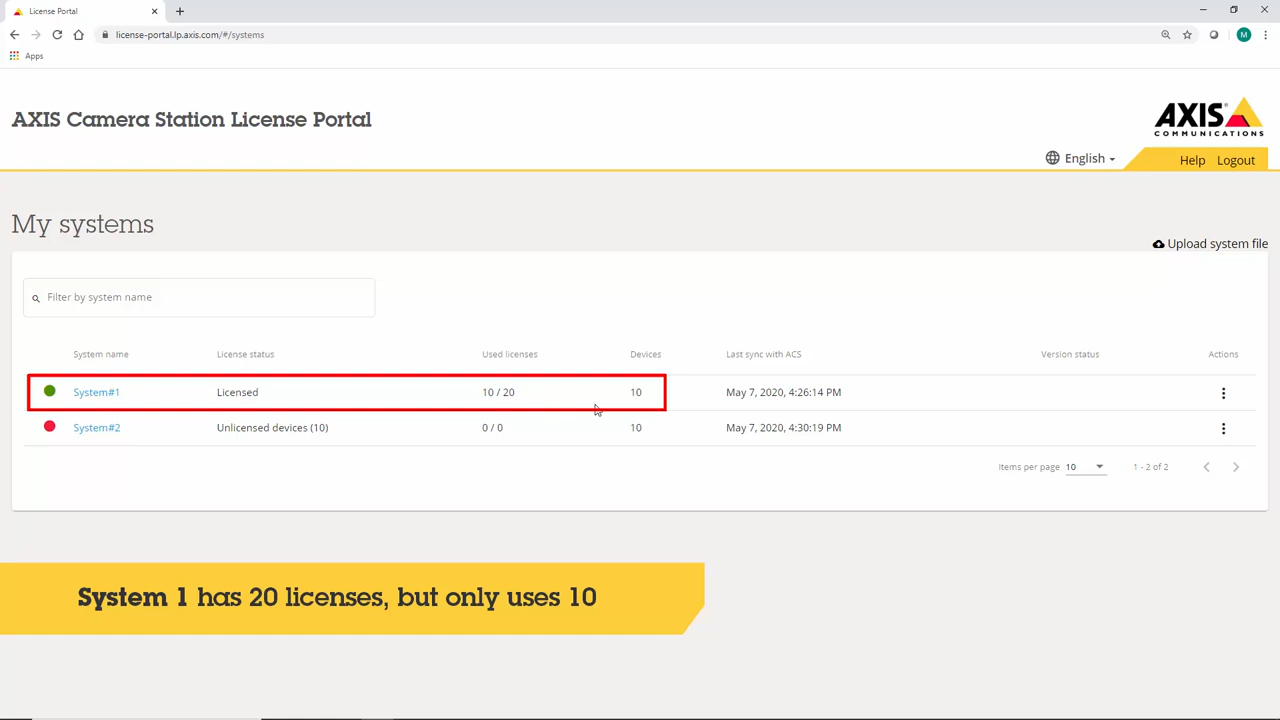 License Portal
license-portal.lp.axis.com/#/systems
M
Apps
AXIS Camera Station License Portal
AXIS
COMMUNICATIONS
English
Help Logout
My systems
Upload system file
Filter by system name
System name License status Used licenses Devices Last sync with ACS Version status Actions
System#1 Licensed 10 / 20 10 May 7, 2020, 4:26:14 PM
System#2 Unlicensed devices (10) 0 / 0 10 May 7, 2020, 4:30:19 PM
Items per page 10 1 - 2 of 2
System 1 has 20 licenses, but only uses 10